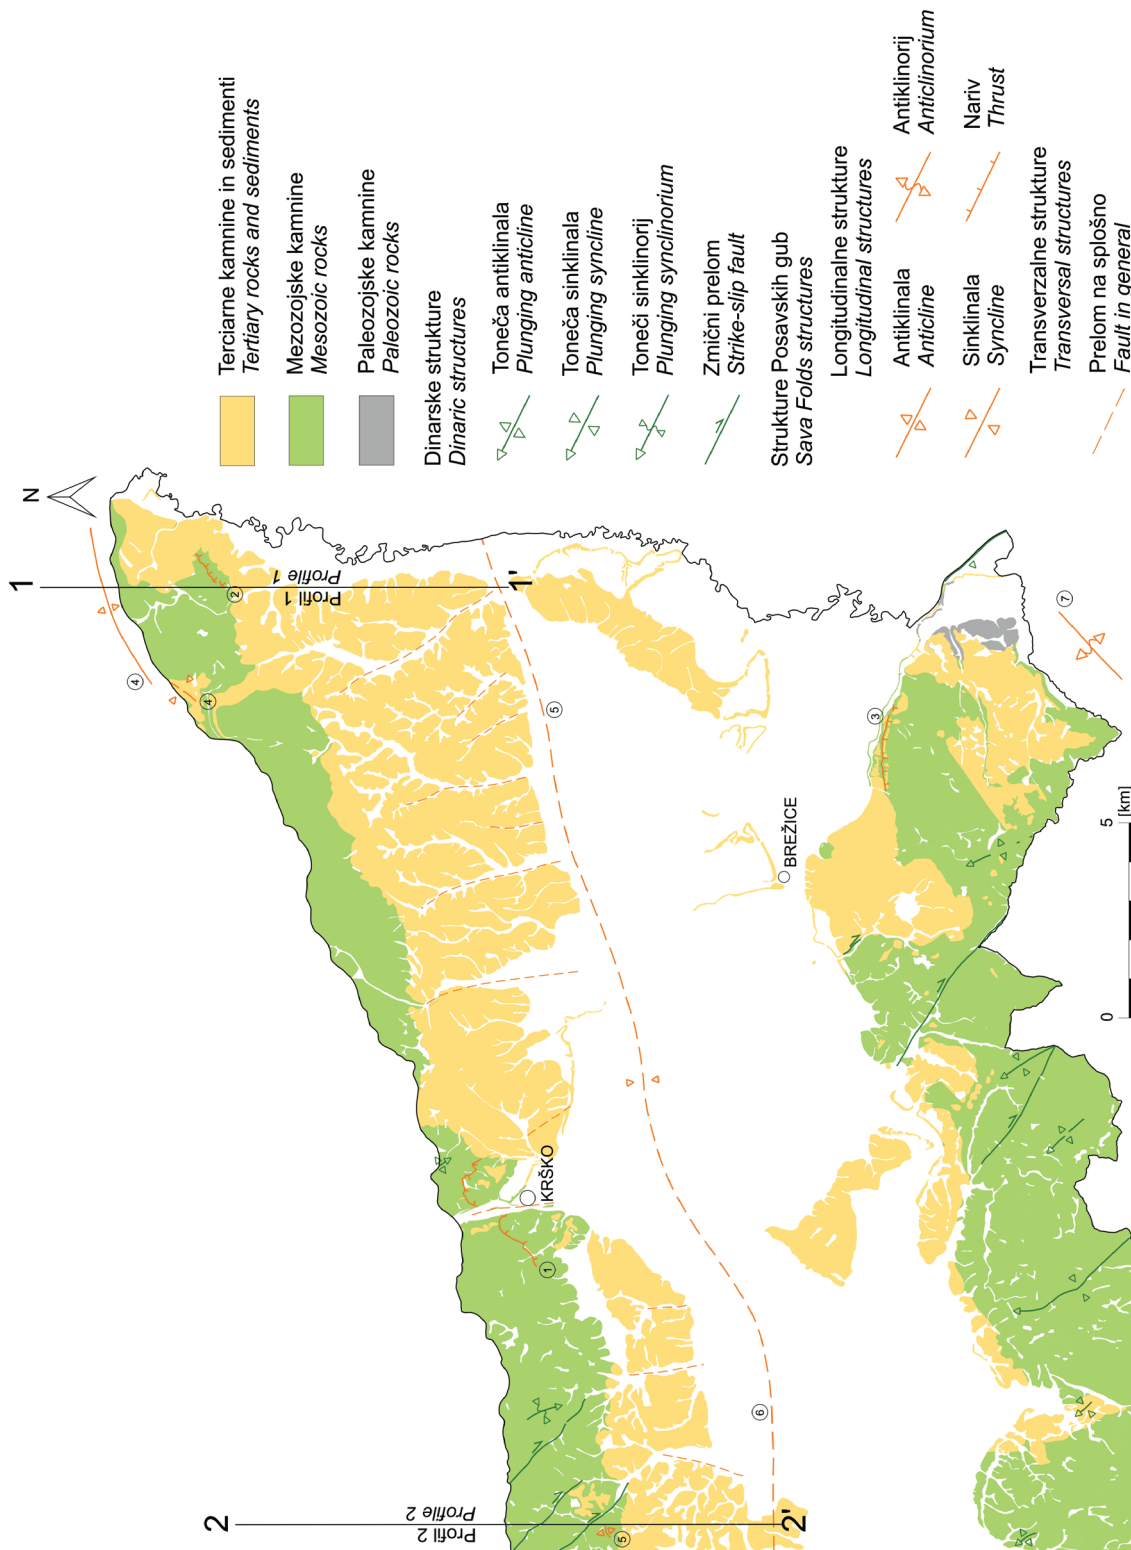 N
1
Profil 1
Profile 1
1'
2
Profil 2
Profile 2
2'
4
4
2
5
3
7
1
6
5
KRŠKO
BREŽICE
0
5
[km]
Terciarne kamnine in sedimenti
Tertiary rocks and sediments
Mezozojske kamnine
Mesozoic rocks
Paleozojske kamnine
Paleozoic rocks
Dinarske strukture
Dinaric structures
Toneča antiklinala
Plunging anticline
Toneča sinklinala
Plunging syncline
Toneči sinklinorij
Plunging synclinorium
Zmični prelom
Strike-slip fault
Strukture Posavskih gub
Sava Folds structures
Longitudinalne strukture
Longitudinal structures
Antiklinala
Anticline
Antiklinorij
Anticlinorium
Sinklinala
Syncline
Nariv
Thrust
Transverzalne strukture
Transversal structures
Prelom na splošno
Fault in general